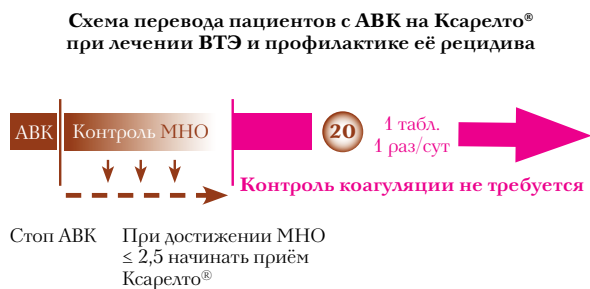 Схема перевода пациентов с АВК на Ксарелто®
при лечении ВТЭ и профилактике её рецидива
АВК
Контроль МНО
20
1 табл.
1 раз/сут
Контроль коагуляции не требуется
Стоп АВК
При достижении МНО
≤ 2,5 начинать приём
Ксарелто®